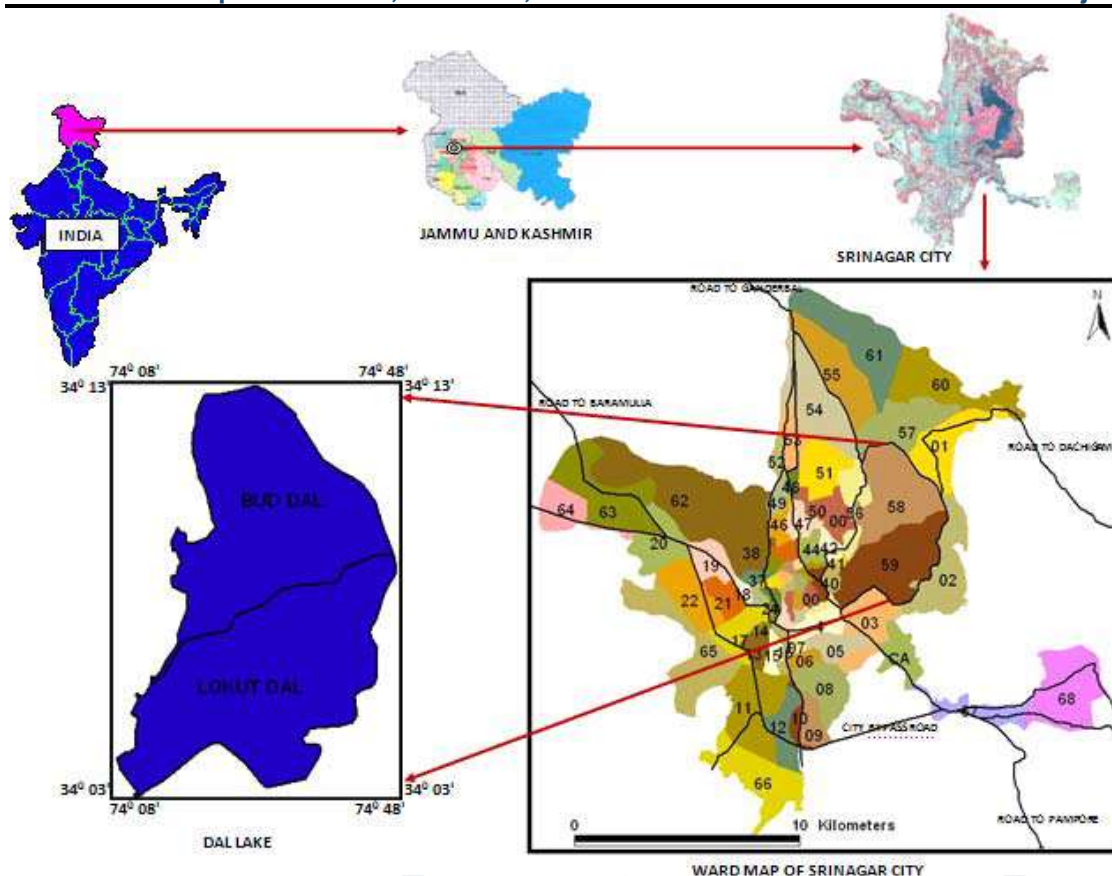 INDIA
JAMMU AND KASHMIR
SRINAGAR CITY
74⁰ 08' 74⁰ 48'
34⁰ 13' 34⁰ 13'
BUD DAL
LOKUT DAL
34⁰ 03' 34⁰ 03'
74⁰ 08' 74⁰ 48'
DAL LAKE
ROAD TO GANDERBAL
N
61
55
60
ROAD TO BARAMULLA
54
57
01
53
52
51
62
49
58
64
63
50
00
56
46
47
20
38
44
42
59
41
02
19
37
40
18
00
22
21
24
03
14
17
15
07
05
65
06
CA
08
68
11
10
12
09
CITY BYPASS ROAD
66
ROAD TO PAMPORE
0 10 Kilometers
WARD MAP OF SRINAGAR CITY